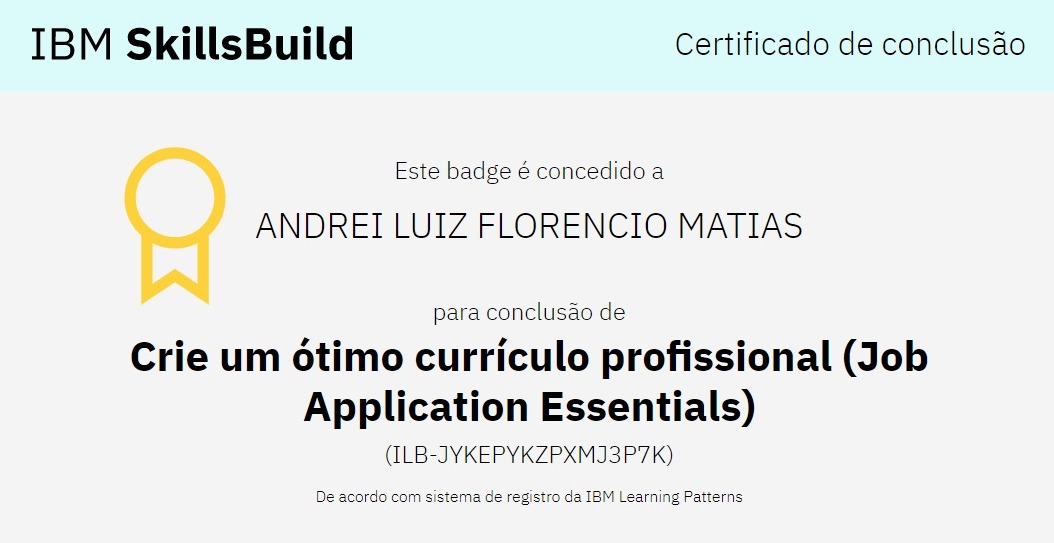 IBM SkillsBuild
Certificado de conclusão
Este badge é concedido a
ANDREI LUIZ FLORENCIO MATIAS
para conclusão de
Crie um ótimo currículo profissional (Job
Application Essentials)
(ILB-JYKEPYKZPXMJ3P7K)
De acordo com sistema de registro da IBM Learning Patterns